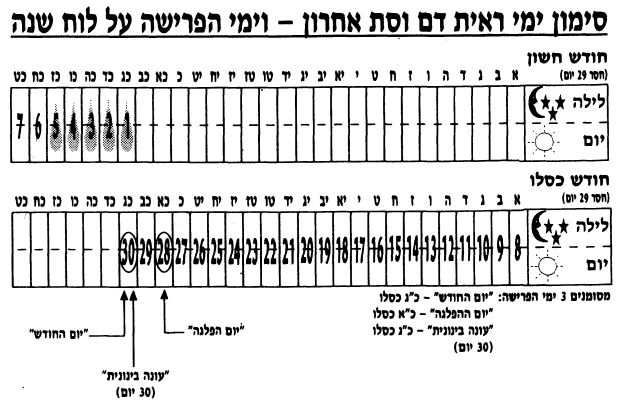 סימון ימי ראית דם וסת אחרון – וימי הפרישה על לוח שנה
חודש חשון
(חסר 29 יום)
א ב ג ד ה ו ז ח ט י יא יב יג יד טו טז יז יח יט כ כא כב כג כד כה כו כז כח כט
לילה
1 2 3 4 5 6 7
יום
חודש כסלו
(חסר 29 יום)
א ב ג ד ה ו ז ח ט י יא יב יג יד טו טז יז יח יט כ כא כב כג כד כה כו כז כח כט
לילה
8 9 10 11 12 13 14 15 16 17 18 19 20 21 22 23 24 25 26 27 28 29 30
יום
מסומנים 3 ימי הפרישה: "יום החודש" – כ"ג כסלו
"יום ההפלגה" – כ"א כסלו
"עונה בינונית" – כ"ג כסלו
(30 יום)
"יום הפלגה"
"יום החודש"
"עונה בינונית"
(30 יום)